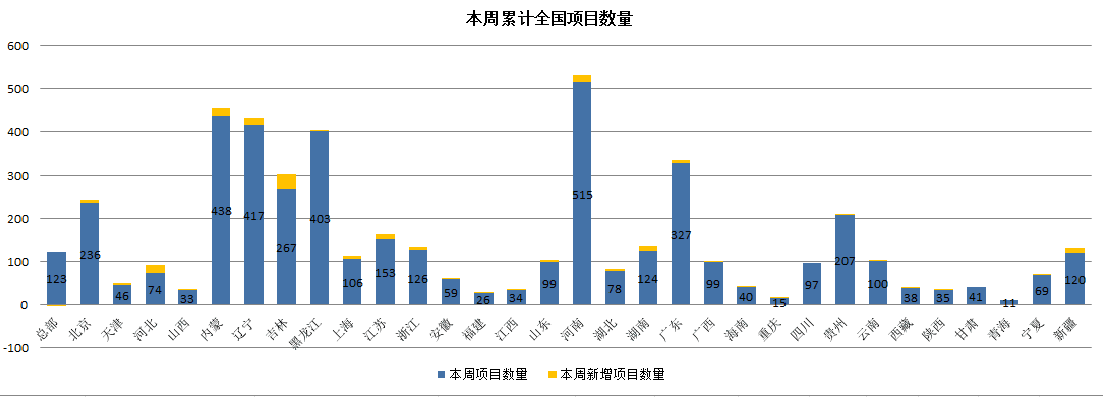 本周累计全国项目数量
600
500
400
300
200
100
0
-100
123 236 46 74 33 438 417 267 403 106 153 126 59 26 34 99 515 78 124 327 99 40 15 97 207 100 38 35 41 11 69 120
总部 北京 天津 河北 山西 内蒙 辽宁 吉林 黑龙江 上海 江苏 浙江 安徽 福建 江西 山东 河南 湖北 湖南 广东 广西 海南 重庆 四川 贵州 云南 西藏 陕西 甘肃 青海 宁夏 新疆
本周项目数量 本周新增项目数量